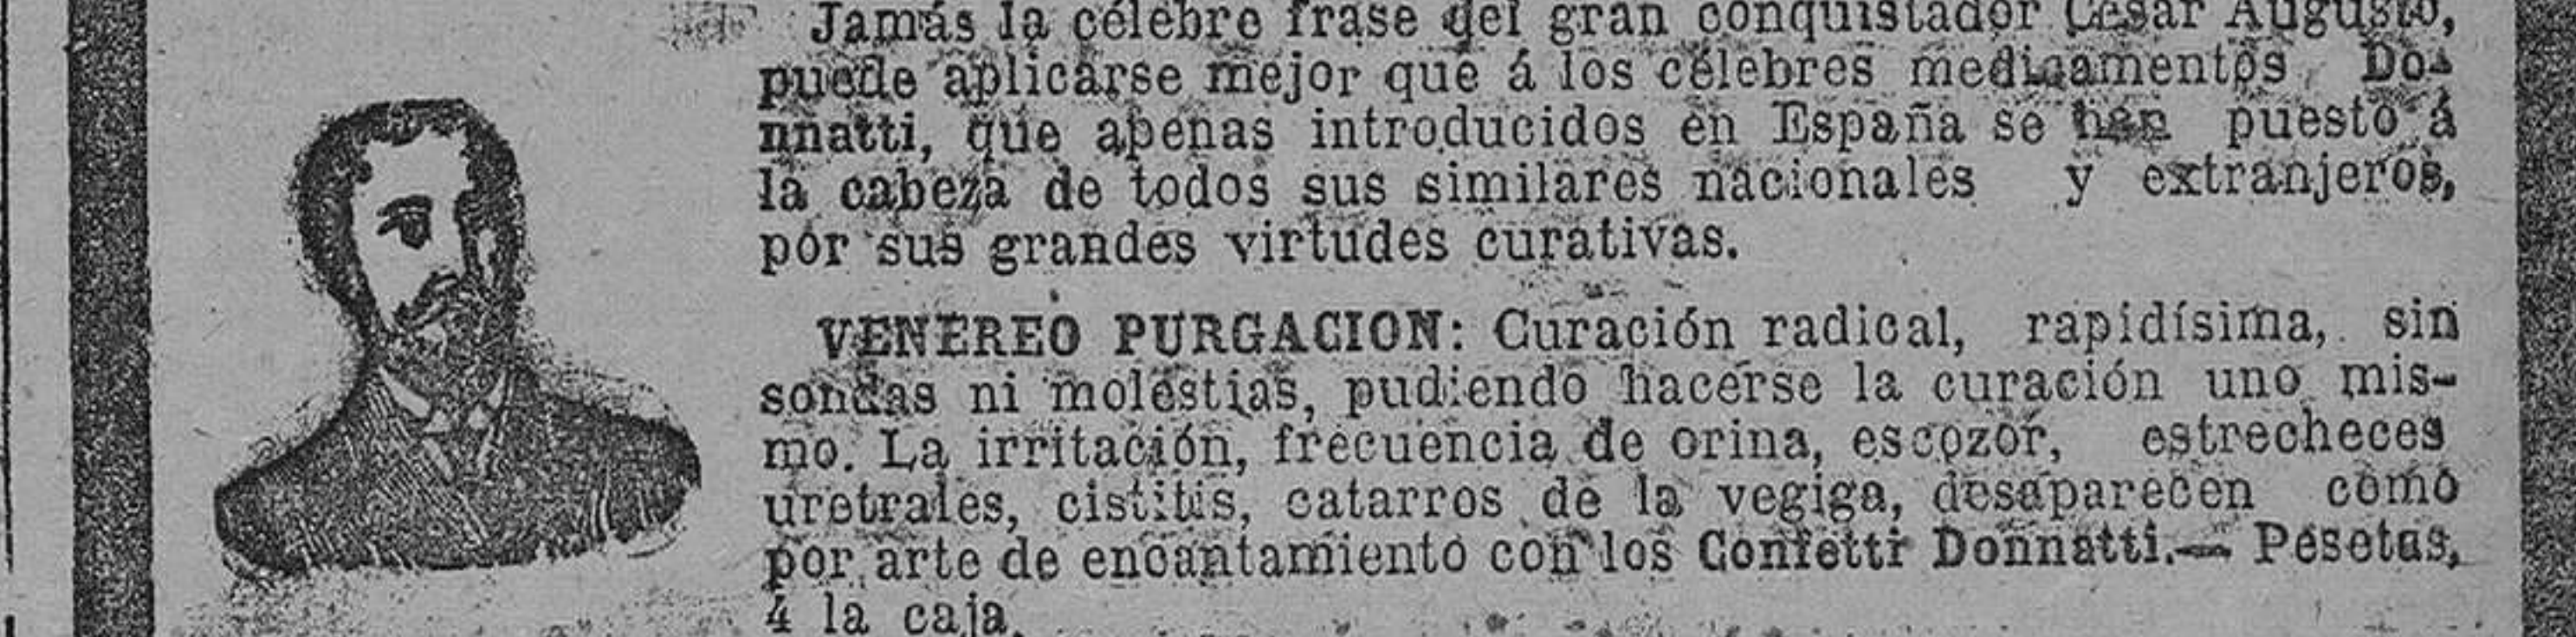 Jamás la célebre frase del gran conquistador César Augusto,
puede aplicarse mejor que á los célebres medicamentos Do-
nnatti, que apenas introducidos en España se han puesto á
la cabeza de todos sus similares nacionales y extranjeros,
por sus grandes virtudes curativas.
VENEREO PURGACION: Curación radical, rapidísima, sin
sondas ni molestias, pudiendo hacerse la curación uno mis-
mo. La irritación, frecuencia de orina, escozor, estrecheces
uretrales, cistitis, catarros de la vegiga, desaparecen como
por arte de encantamiento con los Confetti Donnatti.— Pesetas,
4 la caja.